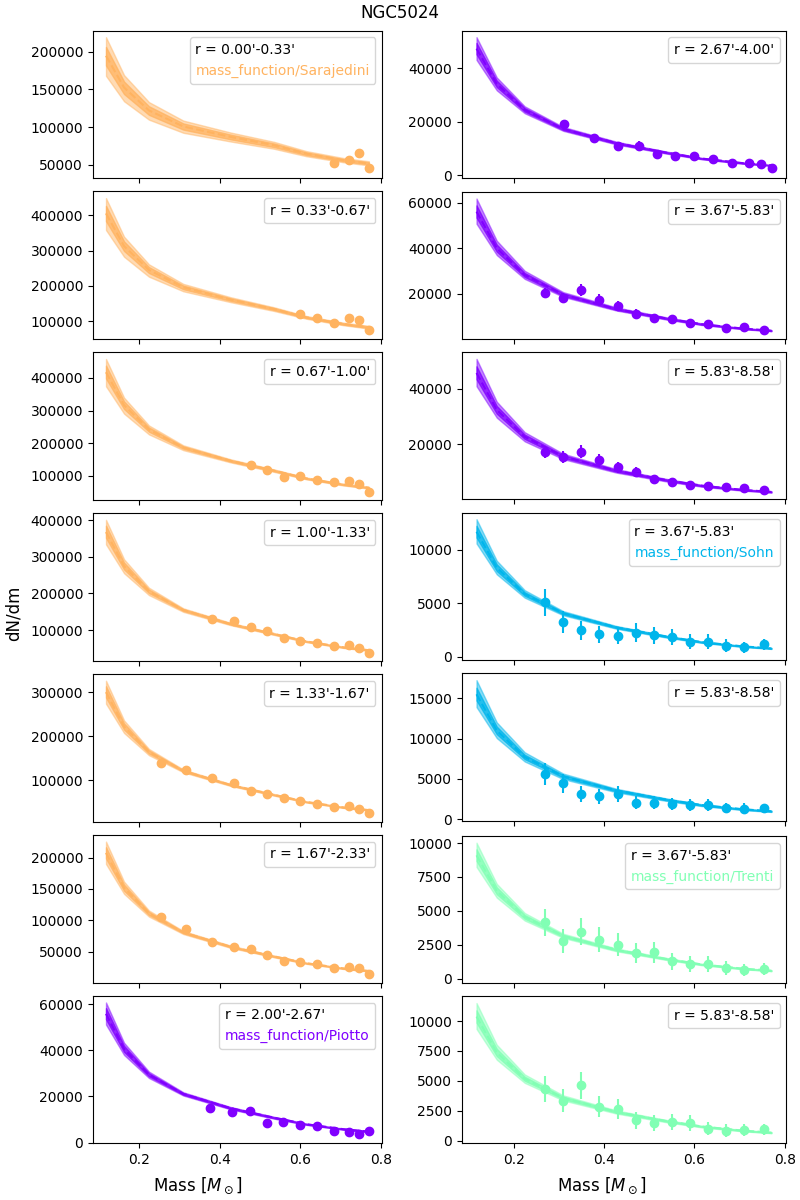 NGC5024
dN/dm
200000
150000
100000
50000
r = 0.00'-0.33'
mass_function/Sarajedini
400000
300000
200000
100000
r = 0.33'-0.67'
400000
300000
200000
100000
r = 0.67'-1.00'
400000
300000
200000
100000
r = 1.00'-1.33'
300000
200000
100000
r = 1.33'-1.67'
200000
150000
100000
50000
r = 1.67'-2.33'
60000
40000
20000
0
r = 2.00'-2.67'
mass_function/Piotto
0.2 0.4 0.6 0.8
Mass [M⊙]
40000
20000
0
r = 2.67'-4.00'
60000
40000
20000
r = 3.67'-5.83'
40000
20000
r = 5.83'-8.58'
10000
5000
0
r = 3.67'-5.83'
mass_function/Sohn
15000
10000
5000
0
r = 5.83'-8.58'
10000
7500
5000
2500
0
r = 3.67'-5.83'
mass_function/Trenti
10000
7500
5000
2500
0
r = 5.83'-8.58'
0.2 0.4 0.6 0.8
Mass [M⊙]